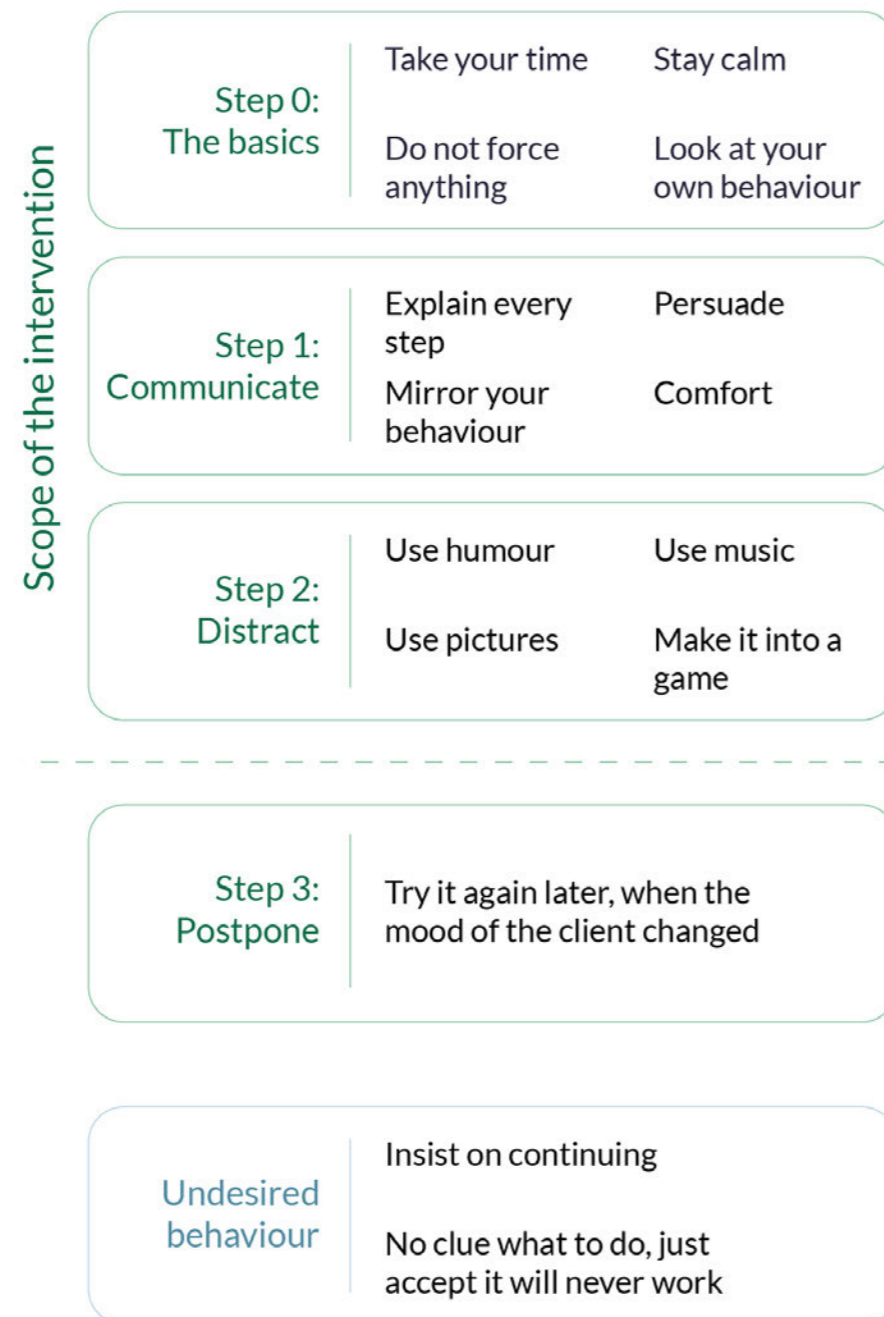 Scope of the intervention
Step 0:
The basics
Take your time
Stay calm
Do not force
anything
Look at your
own behaviour
Step 1:
Communicate
Explain every
step
Persuade
Mirror your
behaviour
Comfort
Step 2:
Distract
Use humour
Use music
Use pictures
Make it into a
game
Step 3:
Postpone
Try it again later, when the
mood of the client changed
Undesired
behaviour
Insist on continuing
No clue what to do, just
accept it will never work